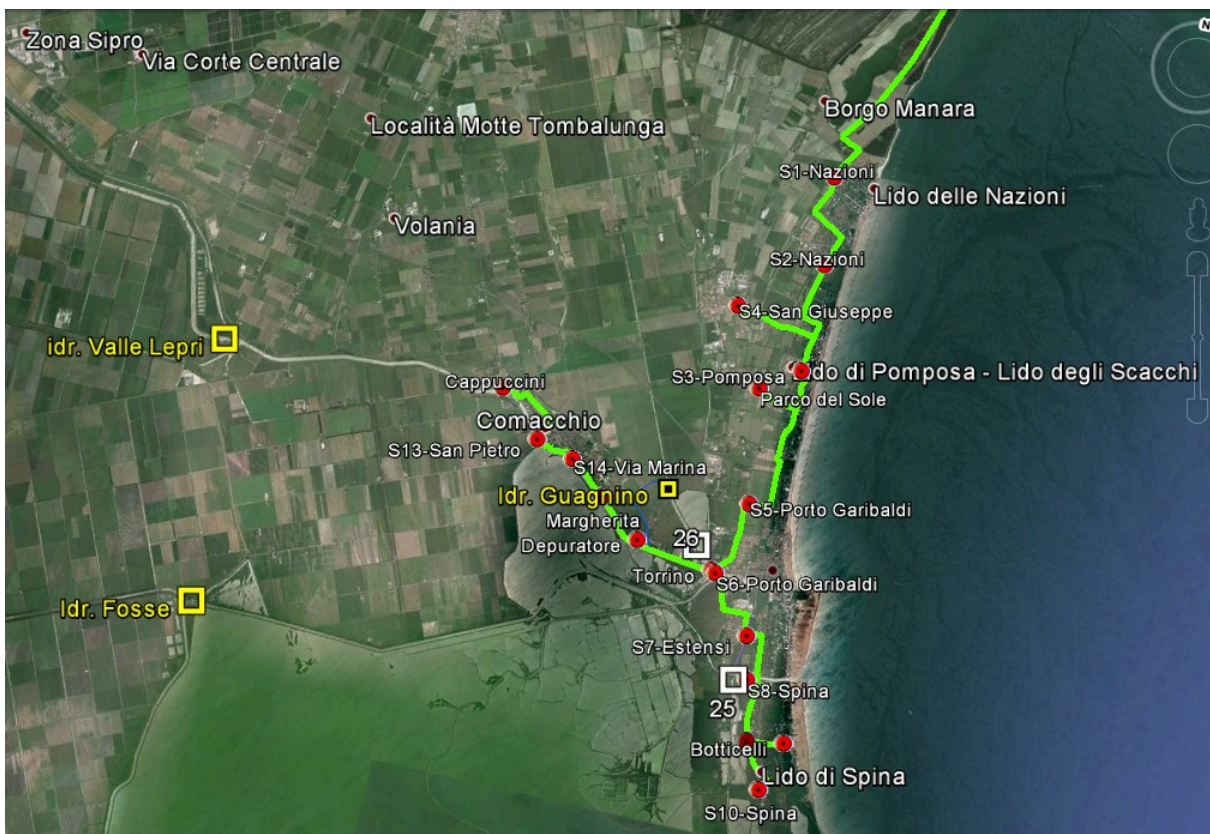 Zona Sipro
Via Corte Centrale
N
Località Motte Tombalunga
Borgo Manara
S1-Nazioni
Lido delle Nazioni
Volania
S2-Nazioni
S4-San Giuseppe
idr. Valle Lepri
S3-Pomposa
Lido di Pomposa - Lido degli Scacchi
Cappuccini
Parco del Sole
Comacchio
S13-San Pietro
S14-Via Marina
Idr. Guagnino
S5-Porto Garibaldi
Margherita
26
Depuratore
Torrino
S6-Porto Garibaldi
Idr. Fosse
S7-Estensi
S8-Spina
25
Botticelli
Lido di Spina
S10-Spina